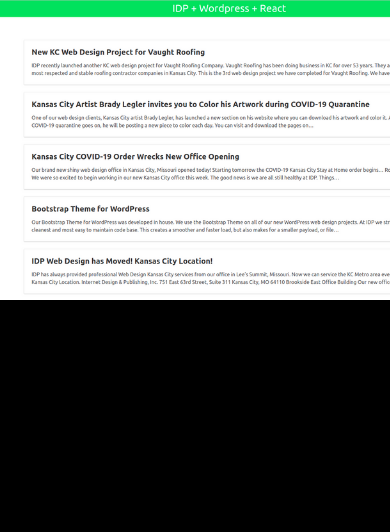 IDP + Wordpress + React
New KC Web Design Project for Vaught Roofing
IDP recently launched another KC web design project for Vaught Roofing Company. Vaught Roofing has been doing business in KC for over 53 years. They a
most respected and stable roofing contractor companies in Kansas City. This is the 3rd web design project we have completed for Vaught Roofing. We have
Kansas City Artist Brady Legler invites you to Color his Artwork during COVID-19 Quarantine
One of our web design clients, Kansas City artist Brady Legler, has launched a new section on his website where you can download his artwork and color it. A
COVID-19 quarantine goes on, he will be posting a new piece to color each day. You can visit and download the pages on…
Kansas City COVID-19 Order Wrecks New Office Opening
Our brand new shiny web design office in Kansas City, Missouri opened today! Starting tomorrow the COVID-19 Kansas City Stay at Home order begins… Ro
We were so excited to begin working in our new Kansas City office this week. The good news is we are all still healthy at IDP. Things…
Bootstrap Theme for WordPress
Our Bootstrap Theme for WordPress was developed in house. We use the Bootstrap Theme on all of our new WordPress web design projects. At IDP we str
cleanest and most easy to maintain code base. This creates a smoother and faster load, but also makes for a smaller payload, or file…
IDP Web Design has Moved! Kansas City Location!
IDP has always provided professional Web Design Kansas City services from our office in Lee's Summit, Missouri. Now we can service the KC Metro area eve
Kansas City Location. Internet Design & Publishing, Inc. 751 East 63rd Street, Suite 311 Kansas City, MO 64110 Brookside East Office Building Our new offic